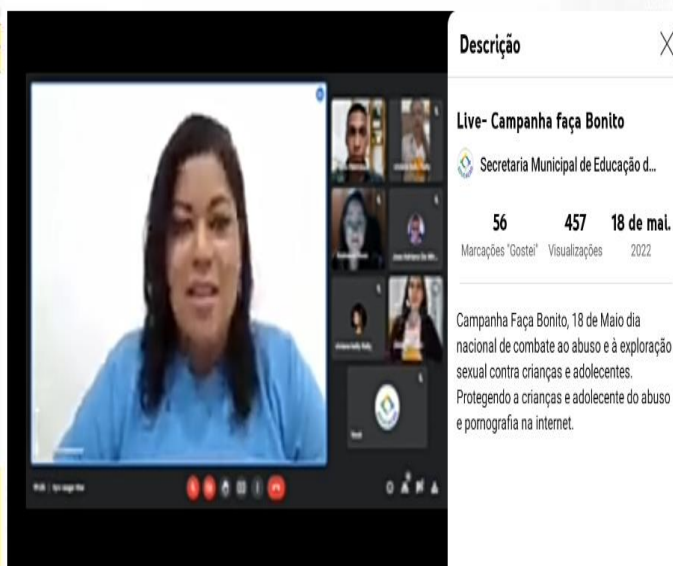 Descrição
Live- Campanha faça Bonito
Secretaria Municipal de Educação d...
56 457 18 de mai.
Marcações "Gostei" Visualizações 2022
Campanha Faça Bonito, 18 de Maio dia
nacional de combate ao abuso e à exploração
sexual contra crianças e adolescentes.
Protegendo a crianças e adolecente do abuso
e pornografia na internet.